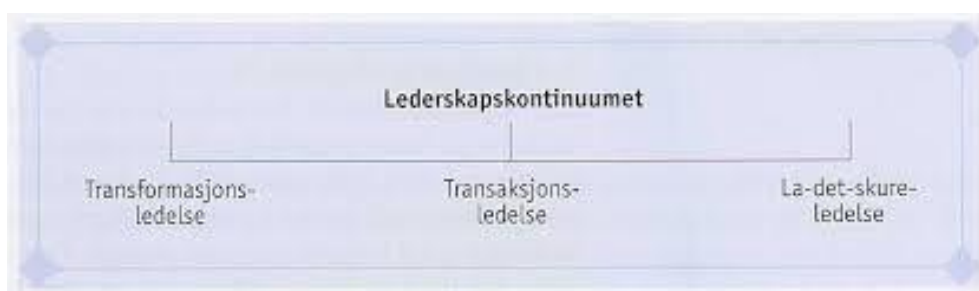 Lederskapskontinuumet
Transformasjons-
ledelse
Transaksjons-
ledelse
La-det-skure-
ledelse